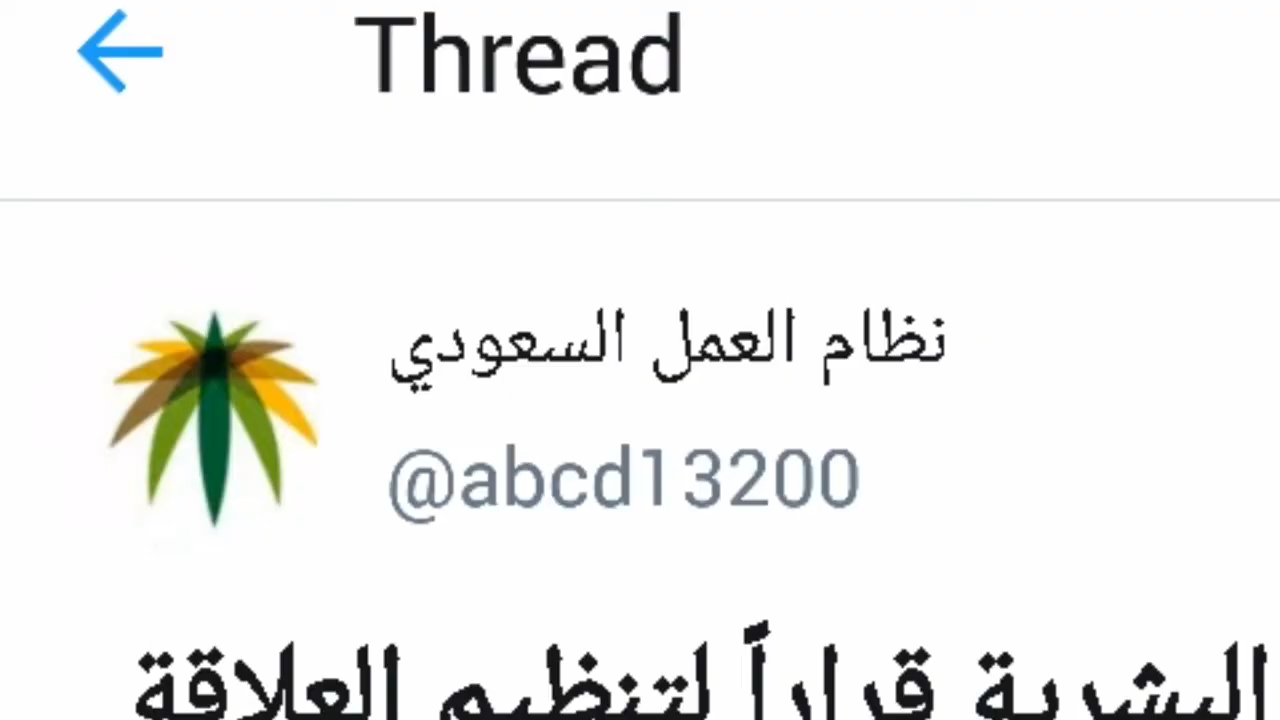 Thread
نظام العمل السعودي
@abcd13200
البشرية قراراً لتنظيم العلاقة